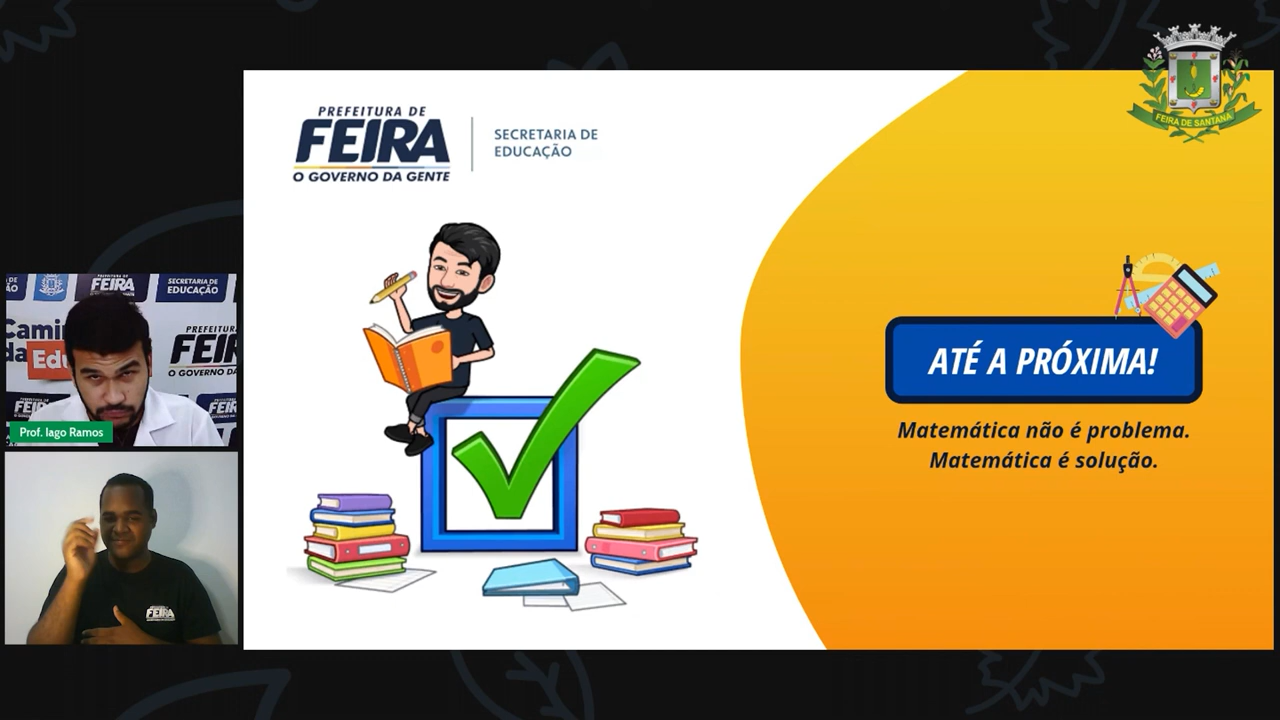 PREFEITURA DE
FEIRA
O GOVERNO DA GENTE
SECRETARIA DE
EDUCAÇÃO
FEIRA DE SANTANA
ATÉ A PRÓXIMA!
Matemática não é problema.
Matemática é solução.
FEIRA
SECRETARIA DE
EDUCAÇÃO
PREFEITURA
FEIR
O GOVERNO DA
Prof. Iago Ramos
FEIRA